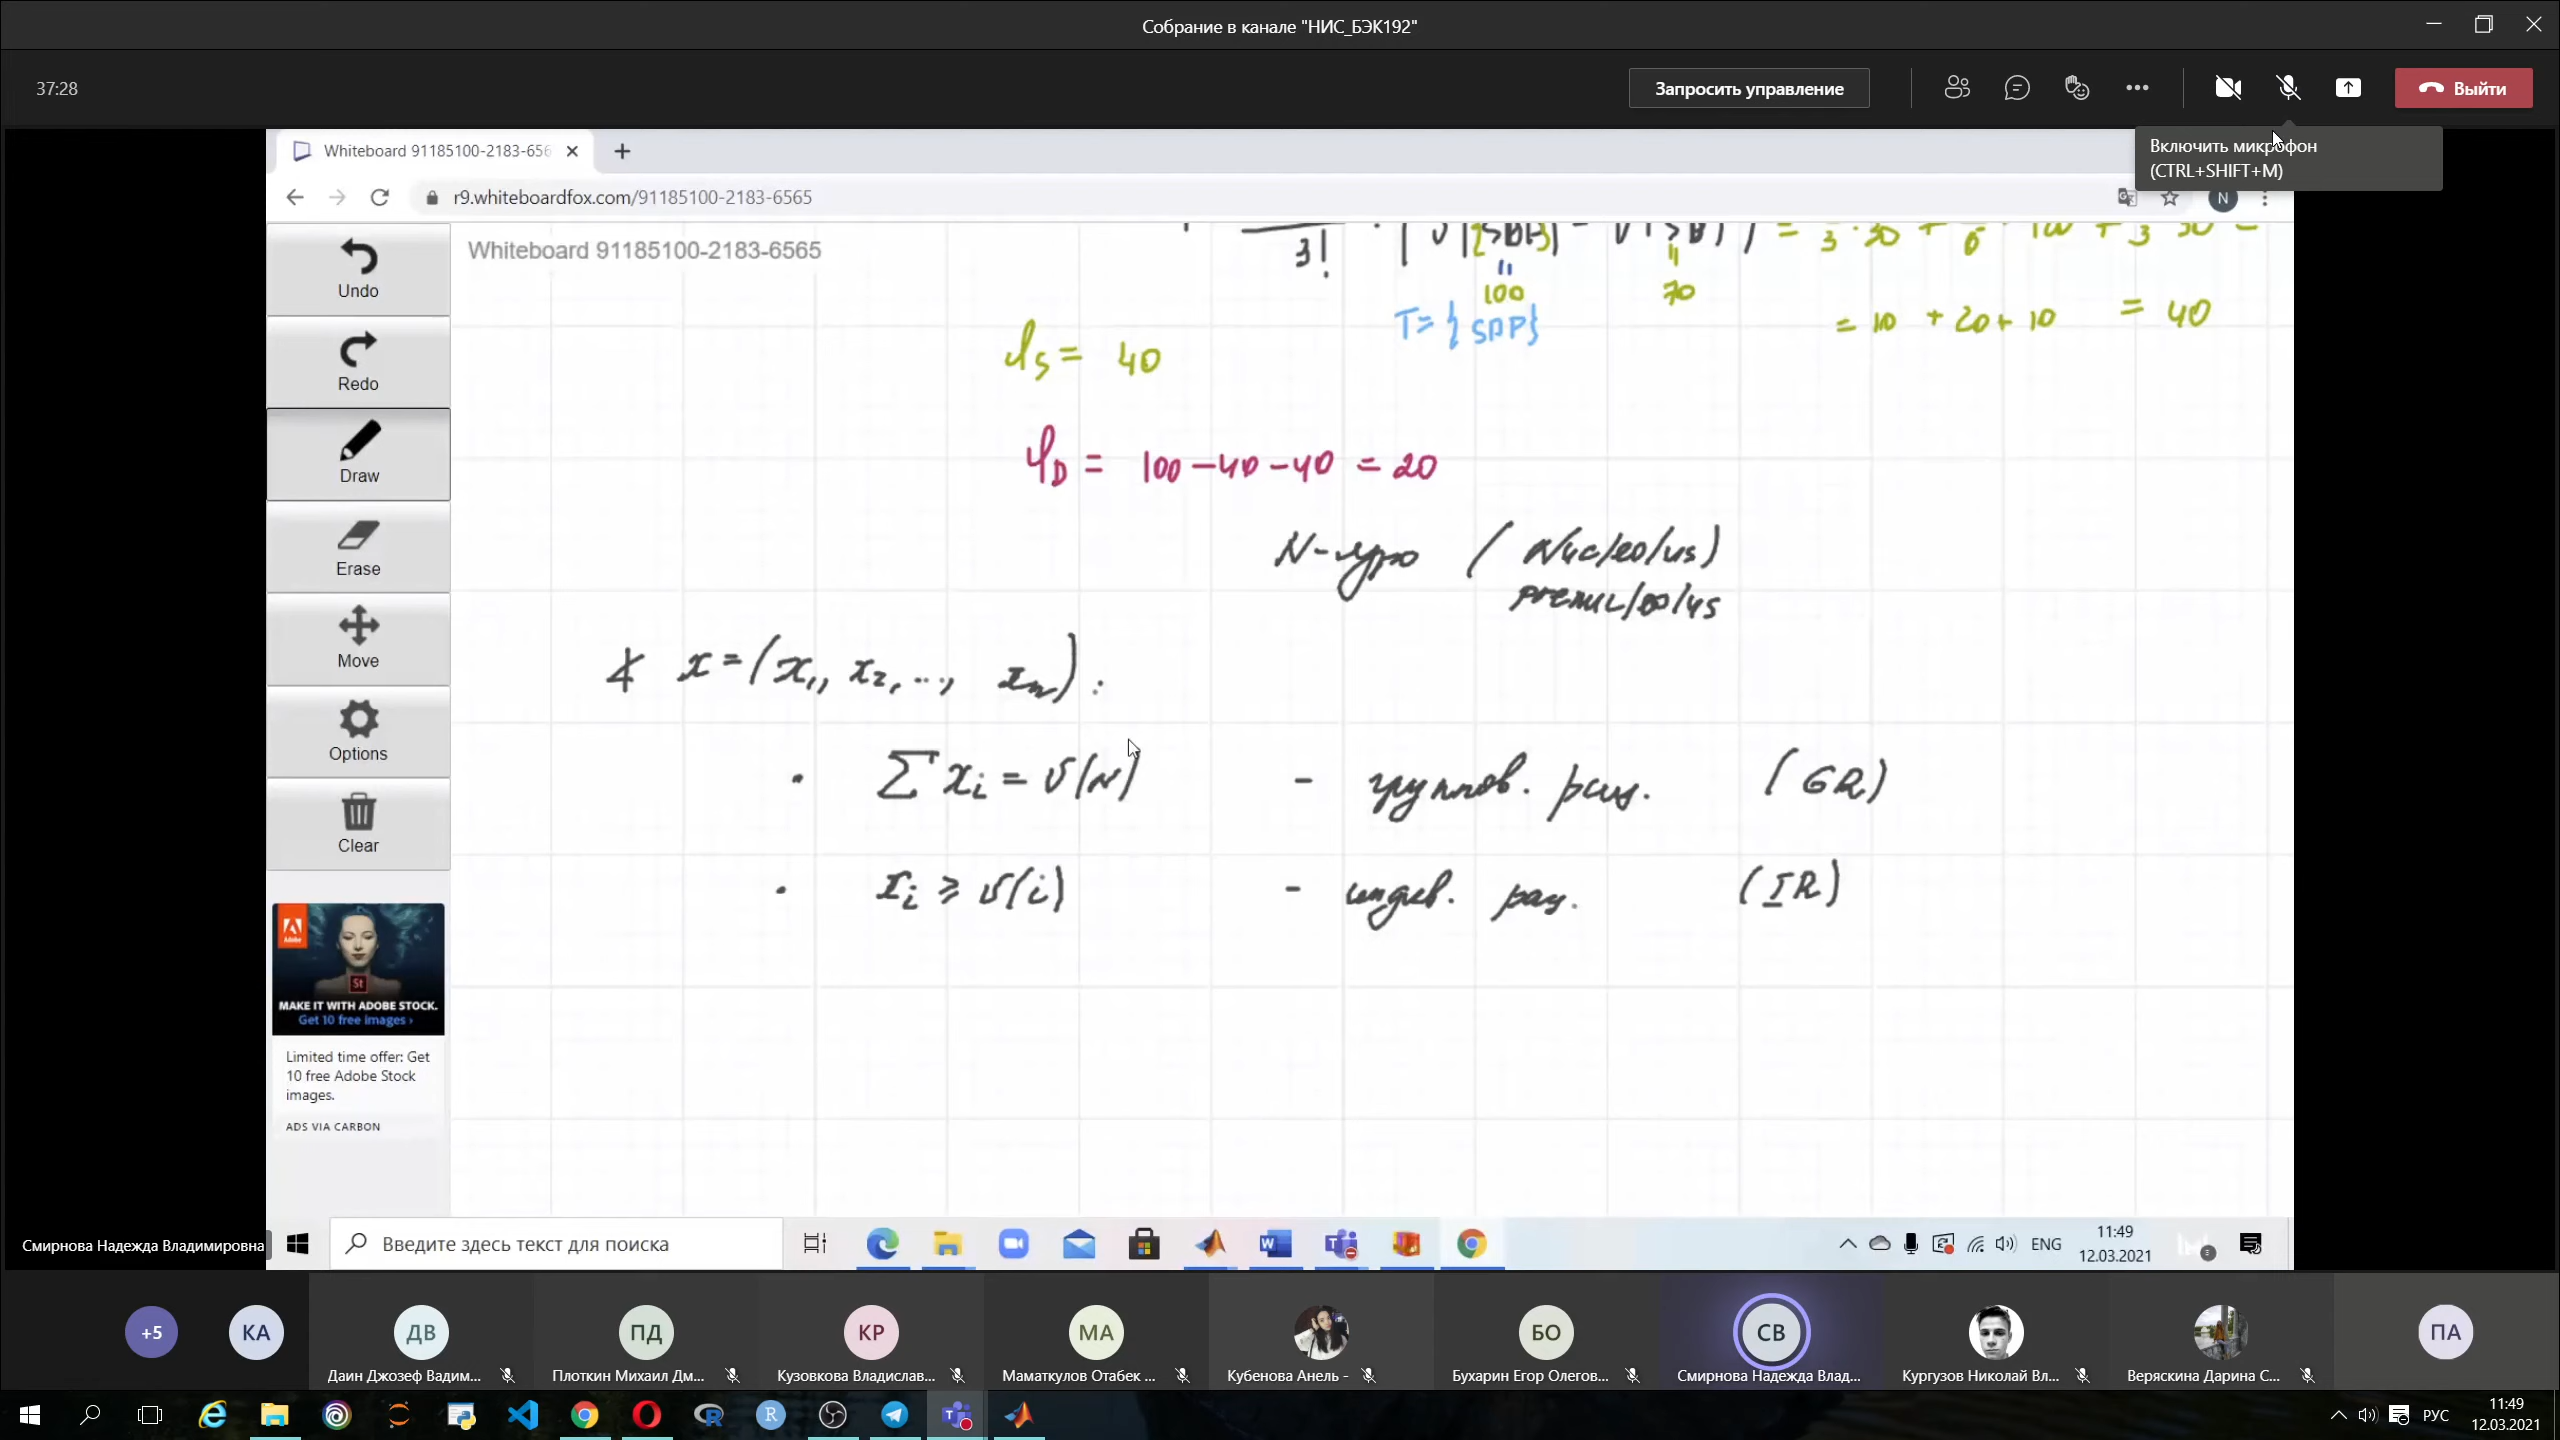 Собрание в канале "НИС_БЭК192"
37:28
Запросить управление
Выйти
Включить микрофон
(CTRL+SHIFT+M)
Whiteboard 91185100-2183-656
r9.whiteboardfox.com/91185100-2183-6565
N
Whiteboard 91185100-2183-6565
Undo
Redo
Draw
Erase
Move
Options
Clear
3!
100
70
T = { SDP}
= 10 + 20 + 10 = 40
φS = 40
φD = 100 - 40 - 40 = 20
N-ядро (Nucleolus)
prenucleolus
∢ x = (x₁, x₂, ..., xn) :
• ∑ xi = v(N) - группов. рац. (GR)
• xi ≥ v(i) - индив. рац. (IR)
Adobe
St
MAKE IT WITH ADOBE STOCK.
Get 10 free images ›
Limited time offer: Get
10 free Adobe Stock
images.
ADS VIA CARBON
Смирнова Надежда Владимировна
Введите здесь текст для поиска
ENG
11:49
12.03.2021
+5
КА
ДВ
ПД
КР
МА
БО
СВ
ПА
Даин Джозеф Вадим...
Плоткин Михаил Дм...
Кузовкова Владислав...
Маматкулов Отабек ...
Кубенова Анель -
Бухарин Егор Олегов...
Смирнова Надежда Влад...
Кургузов Николай Вл...
Веряскина Дарина С...
РУС
11:49
12.03.2021